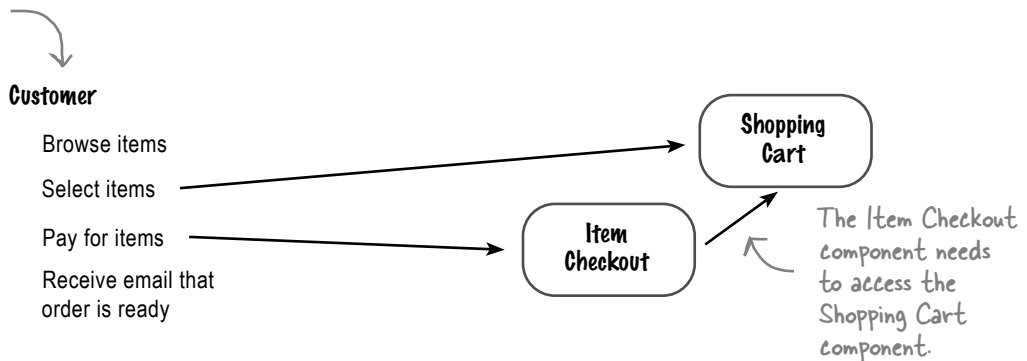 Customer
Browse items
Select items
Pay for items
Receive email that
order is ready
Shopping
Cart
Item
Checkout
The Item Checkout
component needs
to access the
Shopping Cart
component.